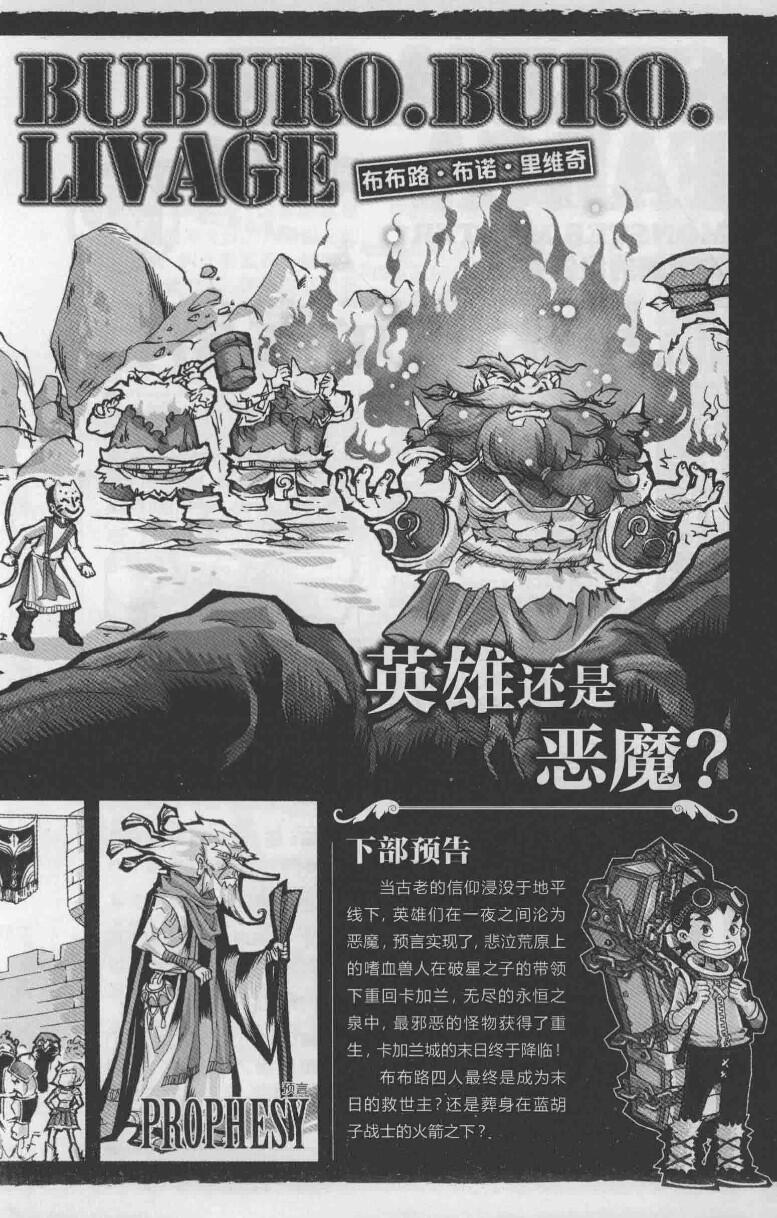 BUBURO.BURO.
LIVAGE
布布路·布诺·里维奇
英雄还是
恶魔?
下部预告
当古老的信仰浸没于地平
线下，英雄们在一夜之间沦为
恶魔，预言实现了，悲泣荒原上
的嗜血兽人在破星之子的带领
下重回卡加兰，无尽的永恒之
泉中，最邪恶的怪物获得了重
生，卡加兰城的末日终于降临！
布布路四人最终是成为末
日的救世主？还是葬身在蓝胡
子战士的火箭之下？
预言
PROPHESY